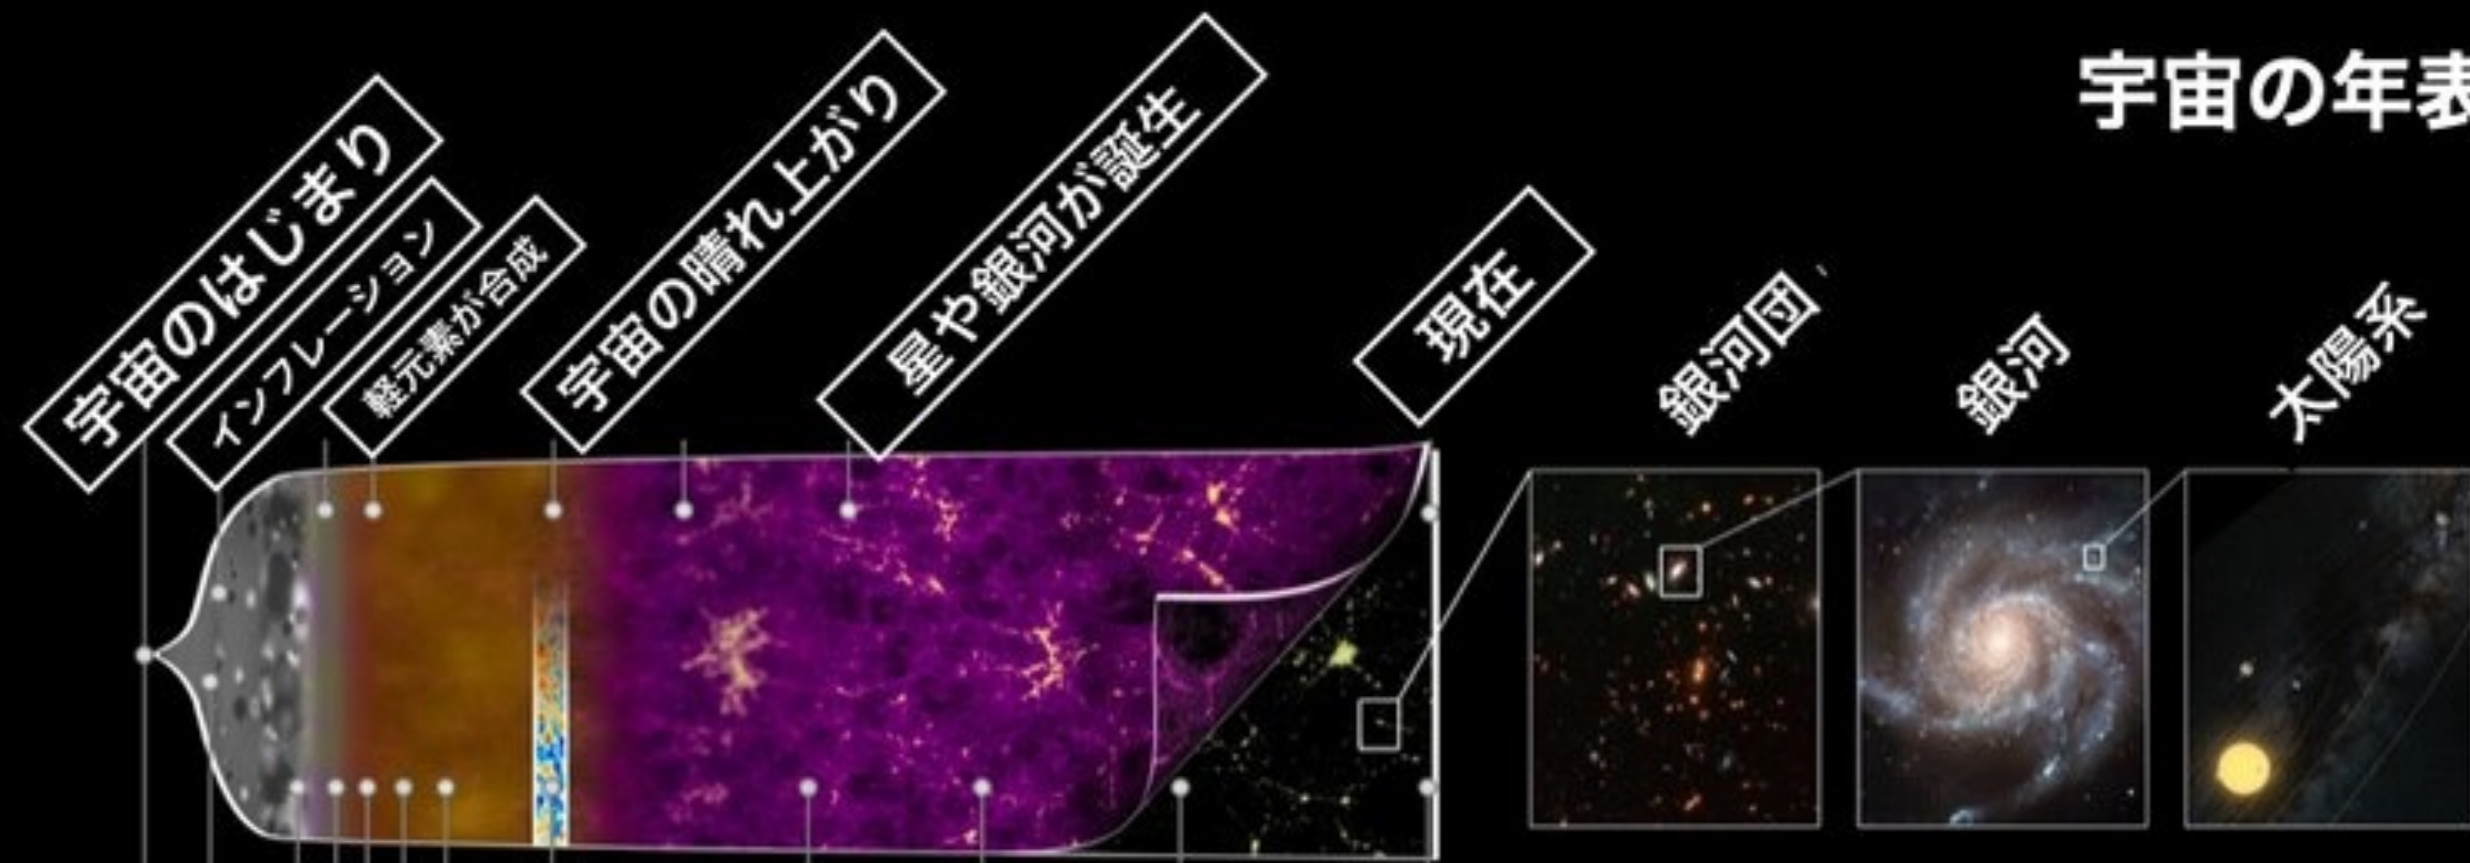 宇宙の年表
宇宙のはじまり
インフレーション
軽元素が合成
宇宙の晴れ上がり
星や銀河が誕生
現在
銀河団
銀河
太陽系